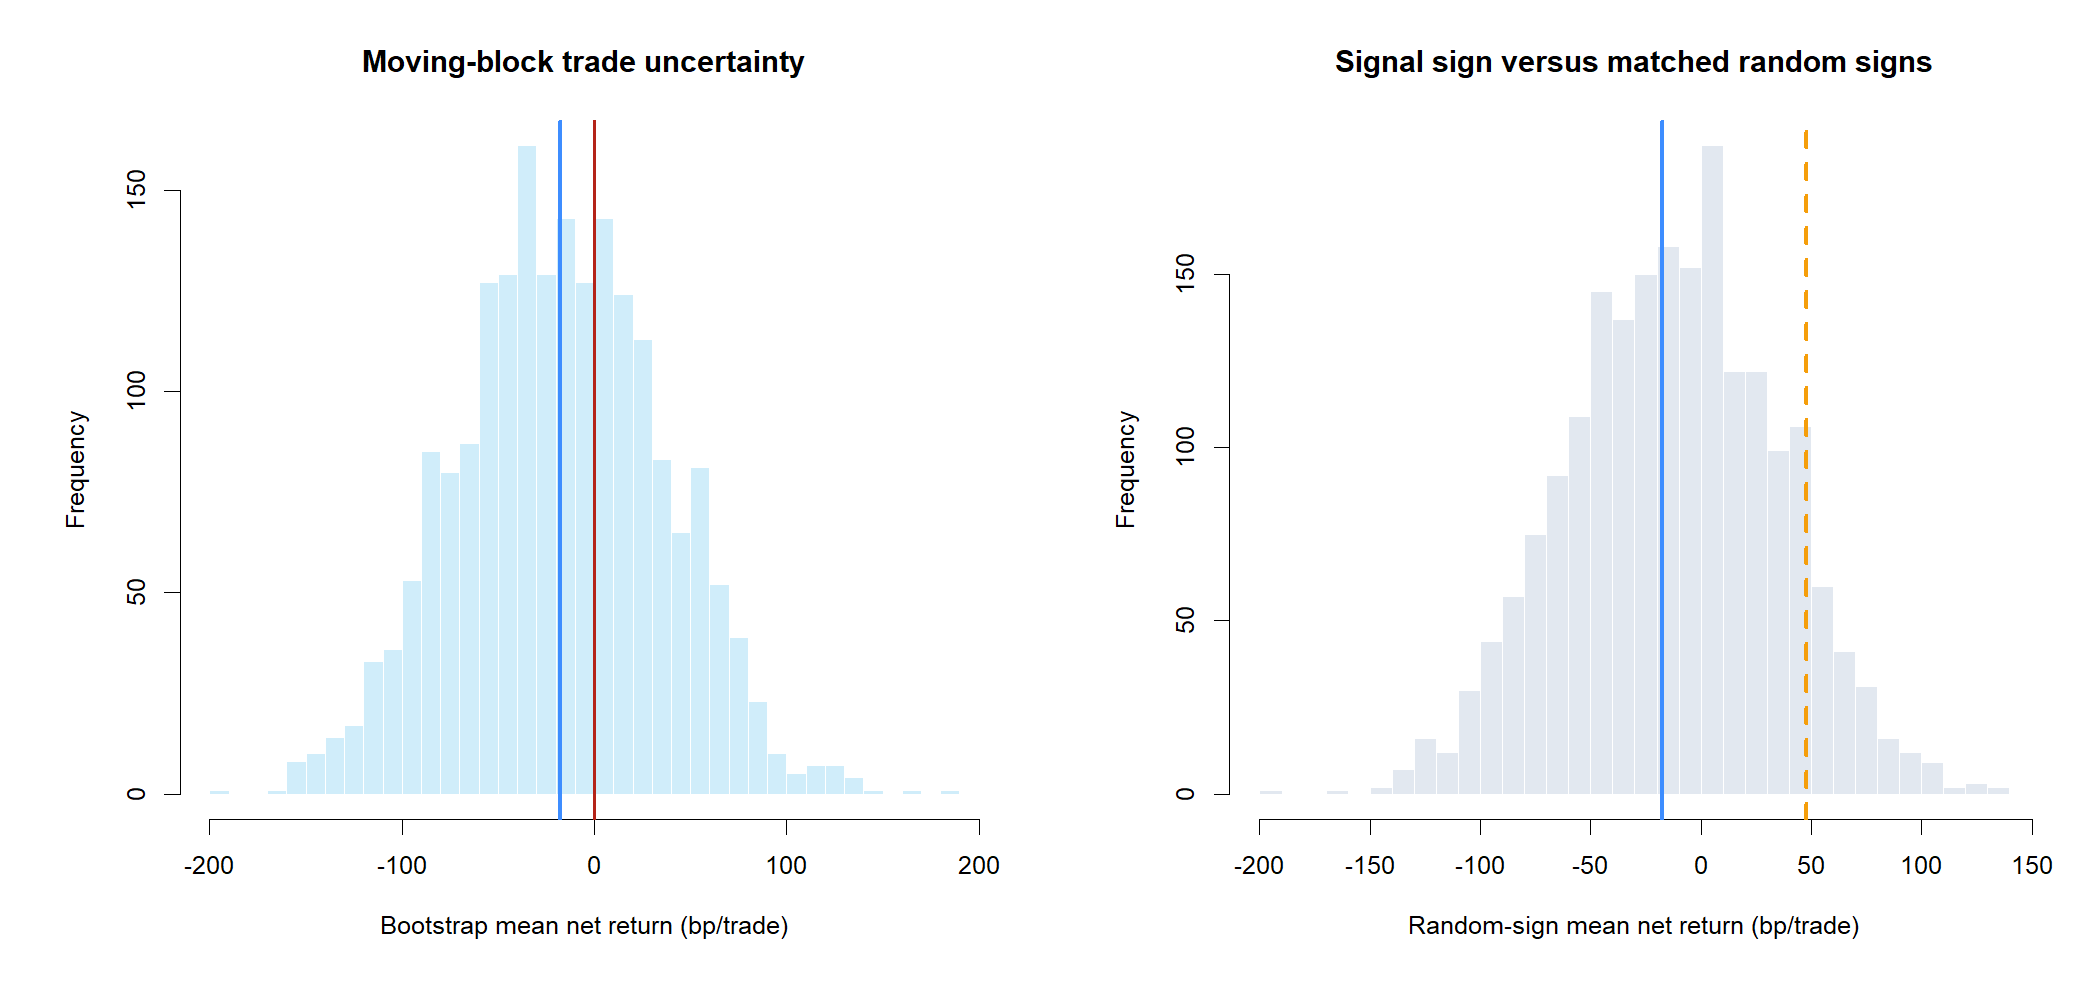 Moving-block trade uncertainty
Frequency
150
100
50
0
-200 -100 0 100 200
Bootstrap mean net return (bp/trade)
Signal sign versus matched random signs
Frequency
150
100
50
0
-200 -150 -100 -50 0 50 100 150
Random-sign mean net return (bp/trade)